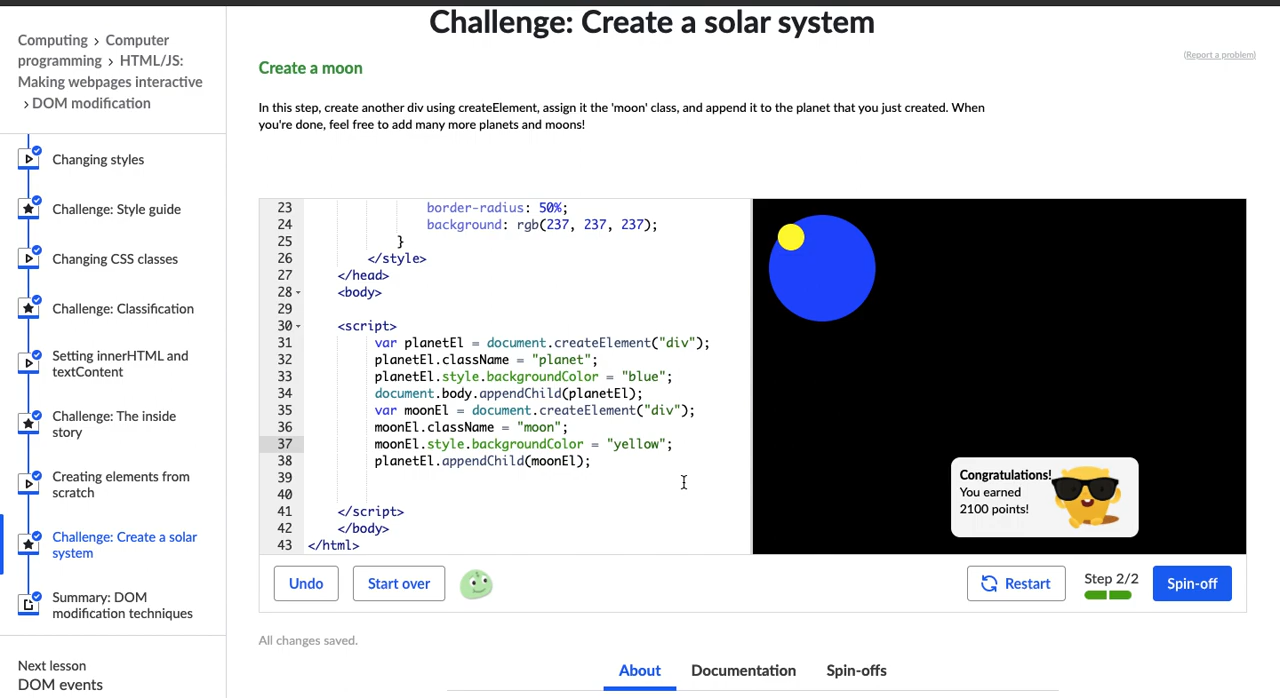 Computing › Computer
programming › HTML/JS:
Making webpages interactive
› DOM modification
Changing styles
Challenge: Style guide
Changing CSS classes
Challenge: Classification
Setting innerHTML and
textContent
Challenge: The inside
story
Creating elements from
scratch
Challenge: Create a solar
system
Summary: DOM
modification techniques
Next lesson
DOM events
Challenge: Create a solar system
(Report a problem)
Create a moon
In this step, create another div using createElement, assign it the 'moon' class, and append it to the planet that you just created. When
you're done, feel free to add many more planets and moons!
23 border-radius: 50%;
24 background: rgb(237, 237, 237);
25 }
26 </style>
27 </head>
28 <body>
29
30 <script>
31 var planetEl = document.createElement("div");
32 planetEl.className = "planet";
33 planetEl.style.backgroundColor = "blue";
34 document.body.appendChild(planetEl);
35 var moonEl = document.createElement("div");
36 moonEl.className = "moon";
37 moonEl.style.backgroundColor = "yellow";
38 planetEl.appendChild(moonEl);
39
40
41 </script>
42 </body>
43 </html>
Congratulations!
You earned
2100 points!
Undo
Start over
Restart
Step 2/2
Spin-off
All changes saved.
About
Documentation
Spin-offs